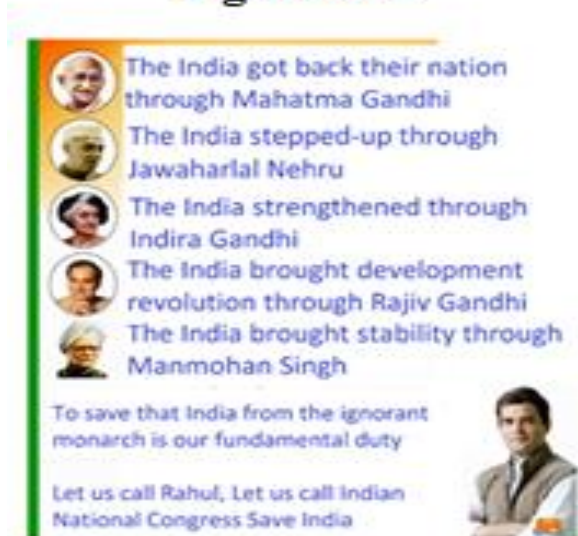 The India got back their nation
through Mahatma Gandhi
The India stepped-up through
Jawaharlal Nehru
The India strengthened through
Indira Gandhi
The India brought development
revolution through Rajiv Gandhi
The India brought stability through
Manmohan Singh
To save that India from the ignorant
monarch is our fundamental duty
Let us call Rahul, Let us call Indian
National Congress Save India